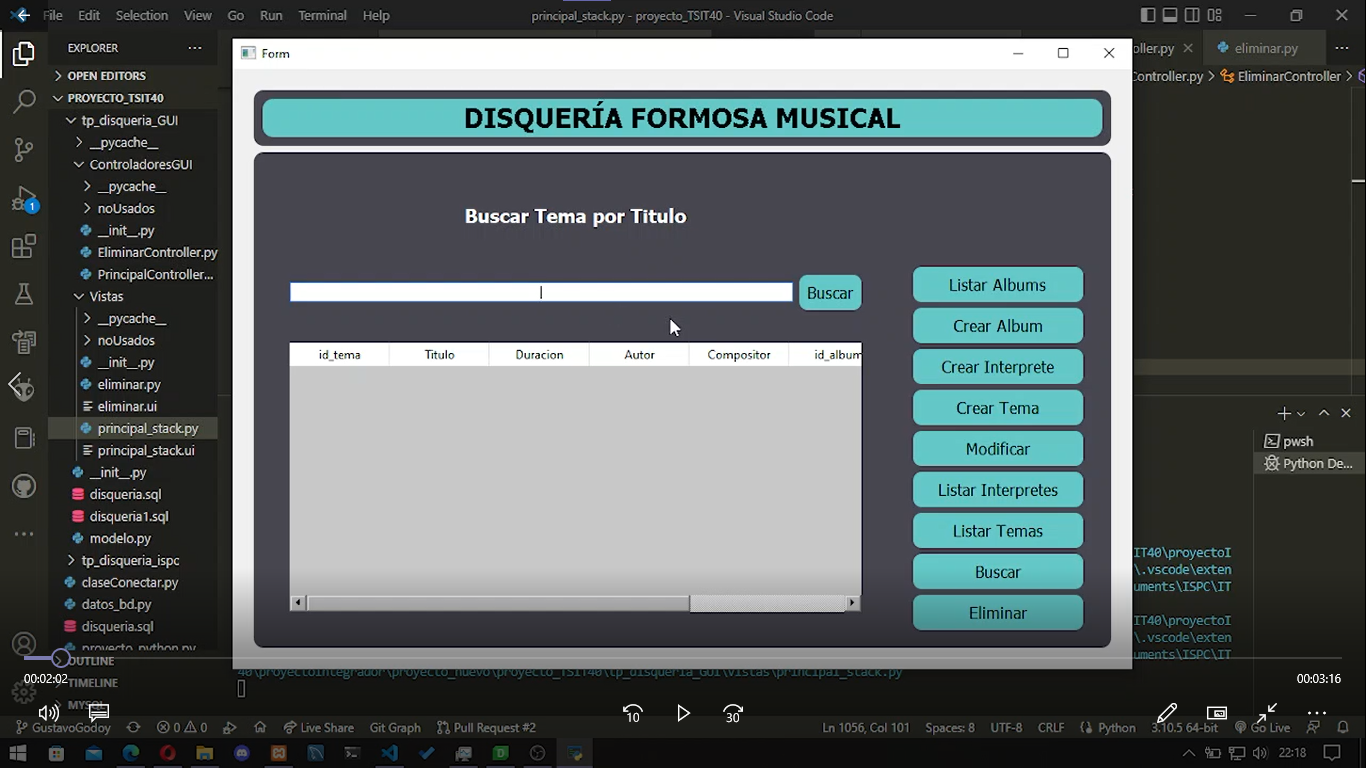 File Edit Selection View Go Run Terminal Help
principal_stack.py - proyecto_TSIT40 - Visual Studio Code
EXPLORER
OPEN EDITORS
PROYECTO_TSIT40
tp_disqueria_GUI
__pycache__
ControladoresGUI
__pycache__
noUsados
__init__.py
EliminarController.py
PrincipalController...
Vistas
__pycache__
noUsados
__init__.py
eliminar.py
eliminar.ui
principal_stack.py
principal_stack.ui
__init__.py
disqueria.sql
disqueria1.sql
modelo.py
tp_disqueria_ispc
claseConectar.py
datos_bd.py
disqueria.sql
proyecto_python.py
OUTLINE
TIMELINE
MYSQL
1
Form
DISQUERÍA FORMOSA MUSICAL
Buscar Tema por Titulo
Buscar
id_tema Titulo Duracion Autor Compositor id_album
Listar Albums
Crear Album
Crear Interprete
Crear Tema
Modificar
Listar Interpretes
Listar Temas
Buscar
Eliminar
oller.py eliminar.py
Controller.py > EliminarController >
pwsh
Python De...
IT40\proyectoI
\.vscode\exten
uments\ISPC\IT
IT40\proyectoI
\.vscode\exten
uments\ISPC\IT
40\proyectoIntegrador\proyecto_nuevo\proyecto_TSIT40\tp_disqueria_GUI\Vistas\principal_stack.py
00:02:02
00:03:16
10 30
GustavoGodoy 0 0 Live Share Git Graph Pull Request #2 Ln 1056, Col 101 Spaces: 8 UTF-8 CRLF Python 3.10.5 64-bit Go Live
22:18